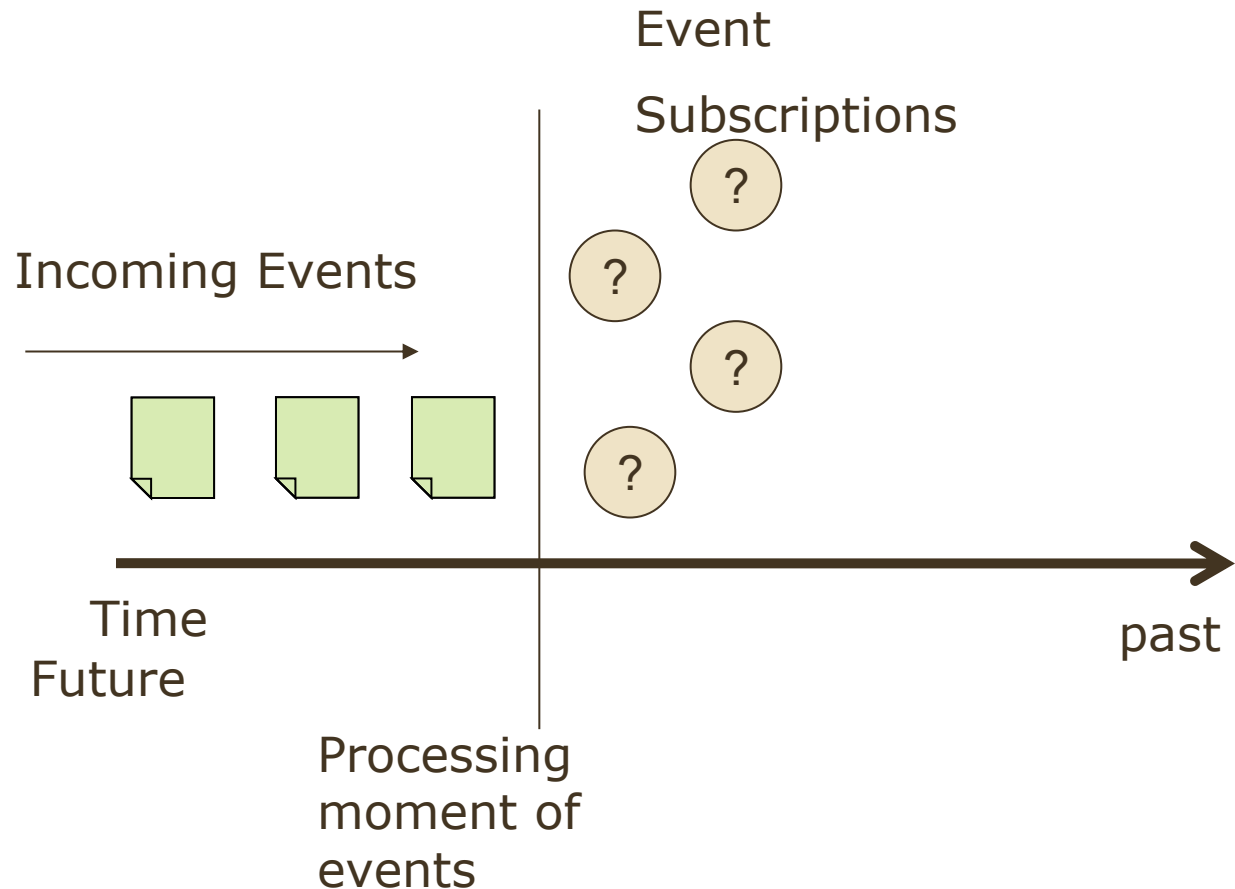 Event
Subscriptions
?
Incoming Events
?
?
?
Time
Future
past
Processing
moment of
events